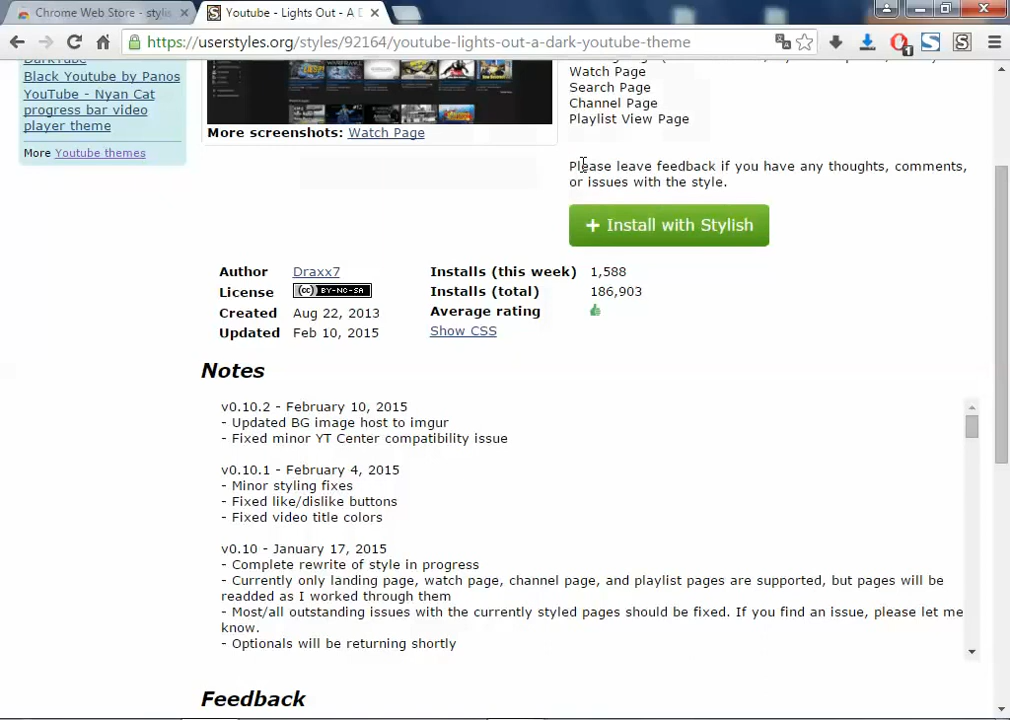 Chrome Web Store - stylis
Youtube - Lights Out - A D
https://userstyles.org/styles/92164/youtube-lights-out-a-dark-youtube-theme
DarkTube
Black Youtube by Panos
YouTube - Nyan Cat
progress bar video
player theme
More Youtube themes
More screenshots: Watch Page
Watch Page
Search Page
Channel Page
Playlist View Page
Please leave feedback if you have any thoughts, comments,
or issues with the style.
+ Install with Stylish
Author Draxx7
License BY-NC-SA
Created Aug 22, 2013
Updated Feb 10, 2015
Installs (this week) 1,588
Installs (total) 186,903
Average rating
Show CSS
Notes
v0.10.2 - February 10, 2015
- Updated BG image host to imgur
- Fixed minor YT Center compatibility issue
v0.10.1 - February 4, 2015
- Minor styling fixes
- Fixed like/dislike buttons
- Fixed video title colors
v0.10 - January 17, 2015
- Complete rewrite of style in progress
- Currently only landing page, watch page, channel page, and playlist pages are supported, but pages will be
readded as I worked through them
- Most/all outstanding issues with the currently styled pages should be fixed. If you find an issue, please let me
know.
- Optionals will be returning shortly
Feedback